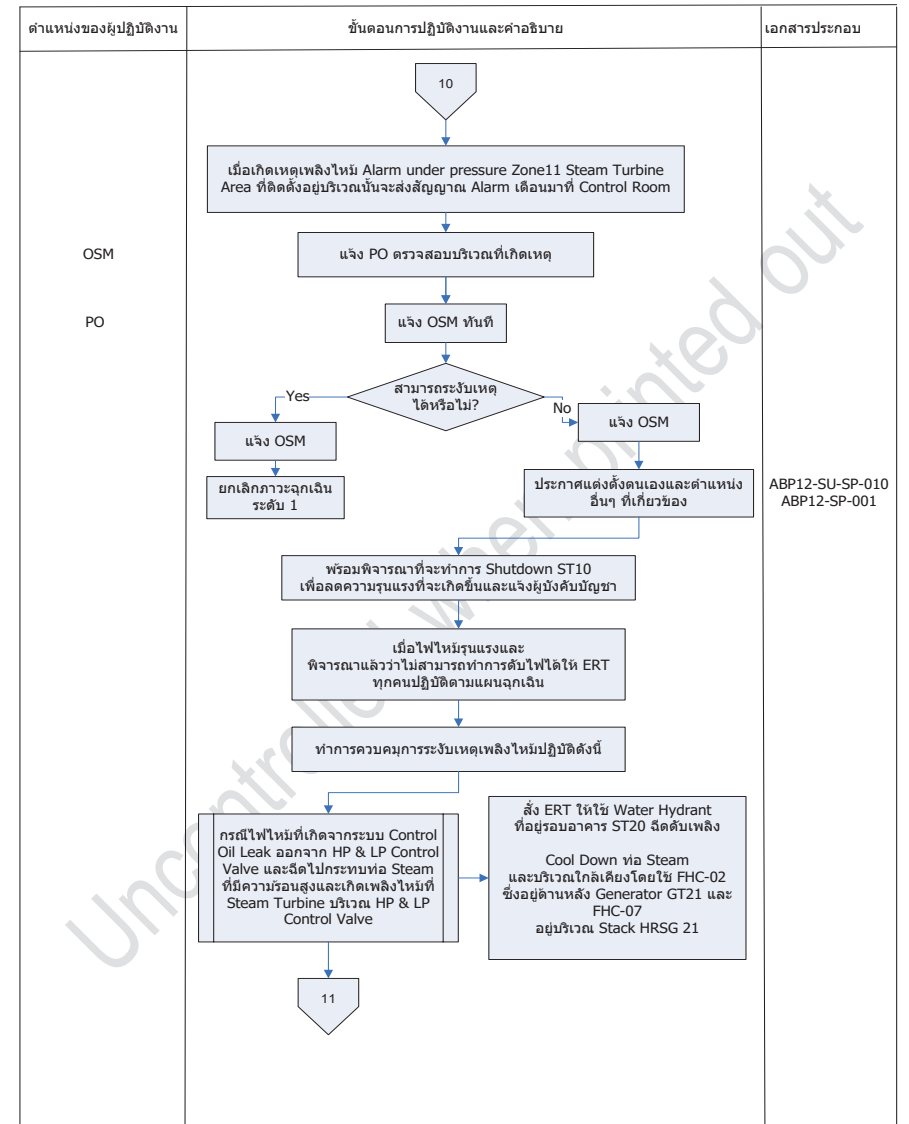 ตำแหน่งของผู้ปฏิบัติงาน
ขั้นตอนการปฏิบัติงานและคำอธิบาย
เอกสารประกอบ
10
เมื่อเกิดเหตุเพลิงไหม้ Alarm under pressure Zone11 Steam Turbine
Area ที่ติดตั้งอยู่บริเวณนั้นจะส่งสัญญาณ Alarm เตือนมาที่ Control Room
OSM
แจ้ง PO ตรวจสอบบริเวณที่เกิดเหตุ
PO
แจ้ง OSM ทันที
สามารถระงับเหตุ
ได้หรือไม่?
Yes
No
แจ้ง OSM
แจ้ง OSM
ยกเลิกภาวะฉุกเฉิน
ระดับ 1
ประกาศแต่งตั้งตนเองและตำแหน่ง
อื่นๆ ที่เกี่ยวข้อง
ABP12-SU-SP-010
ABP12-SP-001
พร้อมพิจารณาที่จะทำการ Shutdown ST10
เพื่อลดความรุนแรงที่จะเกิดขึ้นและแจ้งผู้บังคับบัญชา
เมื่อไฟไหม้รุนแรงและ
พิจารณาแล้วว่าไม่สามารถทำการดับไฟได้ให้ ERT
ทุกคนปฏิบัติตามแผนฉุกเฉิน
ทำการควบคมุการระงับเหตุเพลิงไหม้ปฏิบัติดังนี้
กรณีไฟไหม้ที่เกิดจากระบบ Control
Oil Leak ออกจาก HP & LP Control
Valve และฉีดไปกระทบท่อ Steam
ที่มีความร้อนสูงและเกิดเพลิงไหม้ที่
Steam Turbine บริเวณ HP & LP
Control Valve
สั่ง ERT ให้ใช้ Water Hydrant
ที่อยู่รอบอาคาร ST20 ฉีดดับเพลิง
Cool Down ท่อ Steam
และบริเวณใกล้เคียงโดยใช้ FHC-02
ซึ่งอยู่ด้านหลัง Generator GT21 และ
FHC-07
อยู่บริเวณ Stack HRSG 21
11
Uncontrolled when printed out